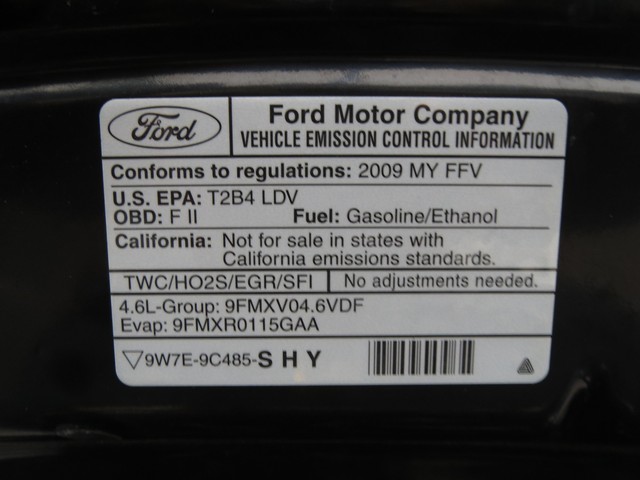 Ford
Ford Motor Company
VEHICLE EMISSION CONTROL INFORMATION
Conforms to regulations: 2009 MY FFV
U.S. EPA: T2B4 LDV
OBD: F II Fuel: Gasoline/Ethanol
California: Not for sale in states with
California emissions standards.
TWC/HO2S/EGR/SFI No adjustments needed.
4.6L-Group: 9FMXV04.6VDF
Evap: 9FMXR0115GAA
▽9W7E-9C485-S H Y